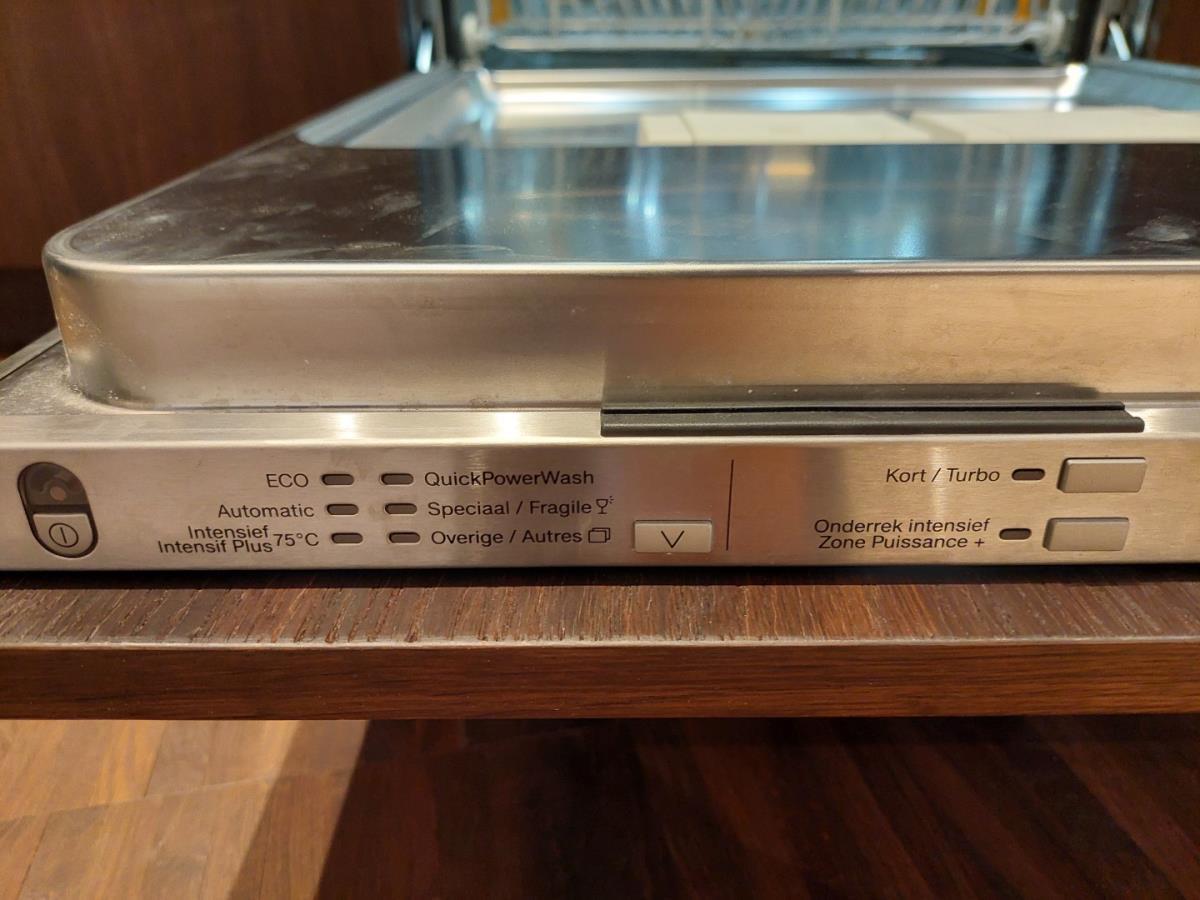 ECO
QuickPowerWash
Automatic
Speciaal / Fragile
Intensief
Intensif Plus 75°C
Overige / Autres
Kort / Turbo
Onderrek intensief
Zone Puissance +